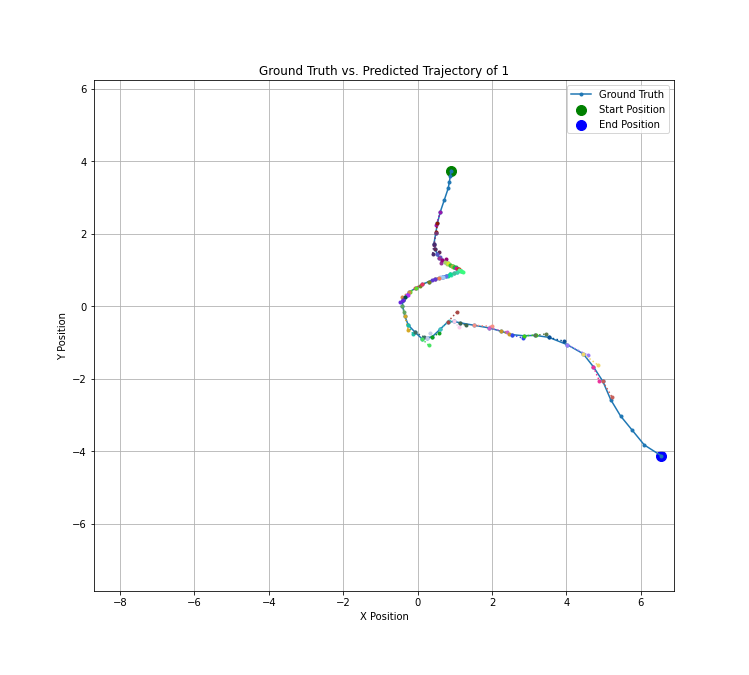 Ground Truth vs. Predicted Trajectory of 1
Ground Truth
Start Position
End Position
Y Position
6
4
2
0
−2
−4
−6
−8
−6
−4
−2
0
2
4
6
X Position